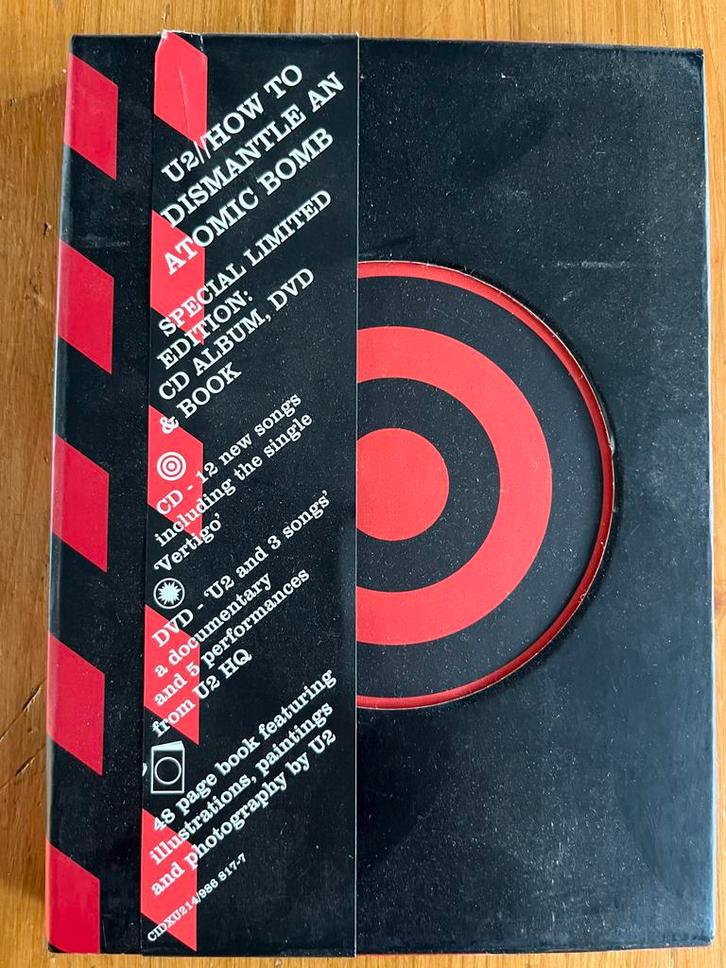 U2//HOW TO
DISMANTLE AN
ATOMIC BOMB
SPECIAL LIMITED
EDITION:
CD ALBUM, DVD
& BOOK
CD - 12 new songs
including the single
'Vertigo'
DVD - 'U2 and 3 songs'
a documentary
and 5 performances
from U2 HQ
48 page book featuring
illustrations, paintings
and photography by U2
CIDXU214/986 817-7